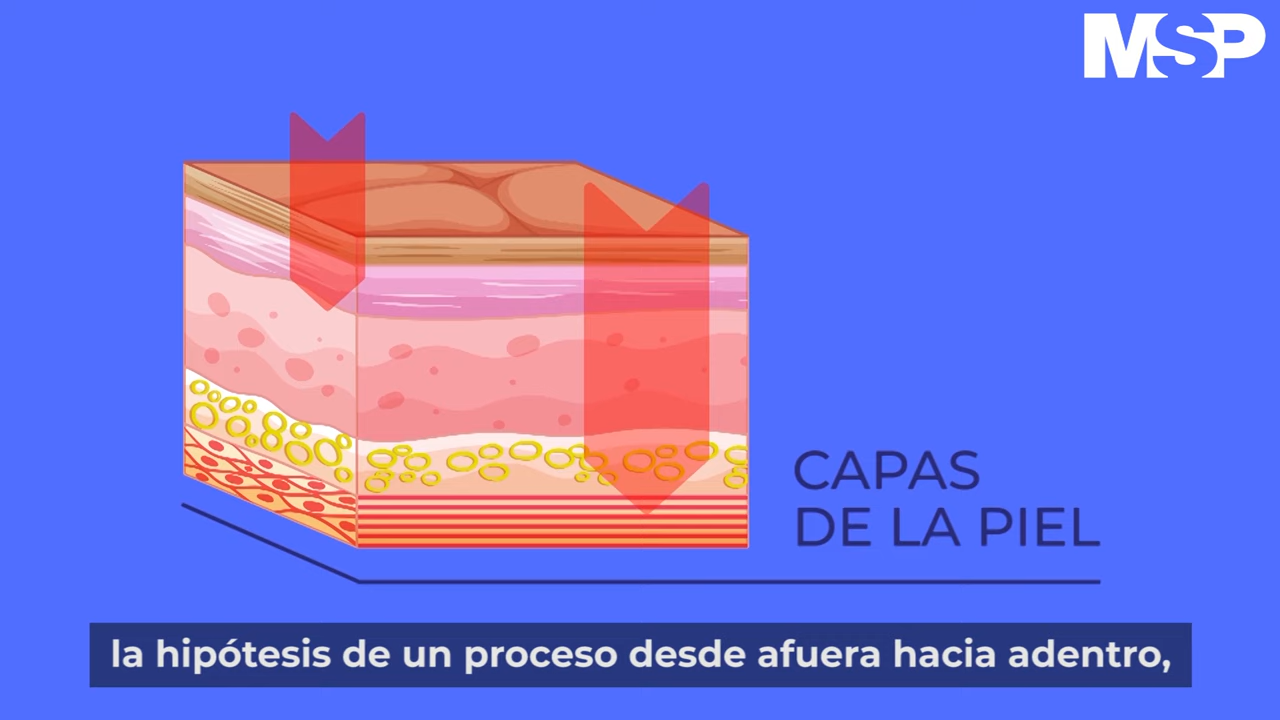 MSP
CAPAS
DE LA PIEL
la hipótesis de un proceso desde afuera hacia adentro,